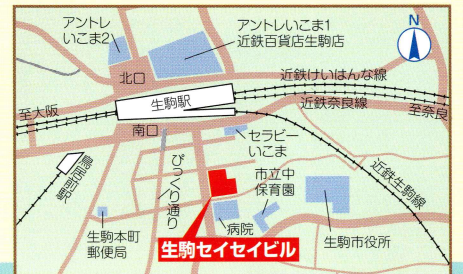 アントレ
いこま2
アントレいこま1
近鉄百貨店生駒店
N
北口
近鉄けいはんな線
生駒駅
至大阪
近鉄奈良線
至奈良
南口
セラビー
いこま
鳥居前駅
ぴっくり通り
市立中
保育園
近鉄生駒線
生駒本町
郵便局
病院
生駒市役所
生駒セイセイビル